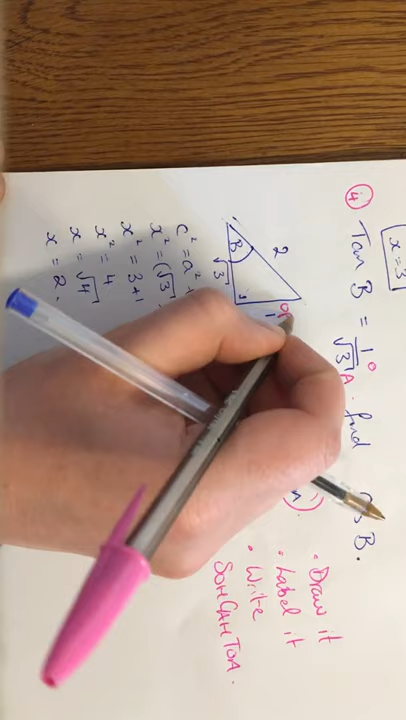 x = 3
④ Tan B = 1/√3 find Cos B.
O
A
2
B
√3
1
c² = a²
x² = (√3)
x² = 3+1
x² = 4
x = √4
x = 2.
• Draw it
• Label it
• Write
SOHCAHTOA.